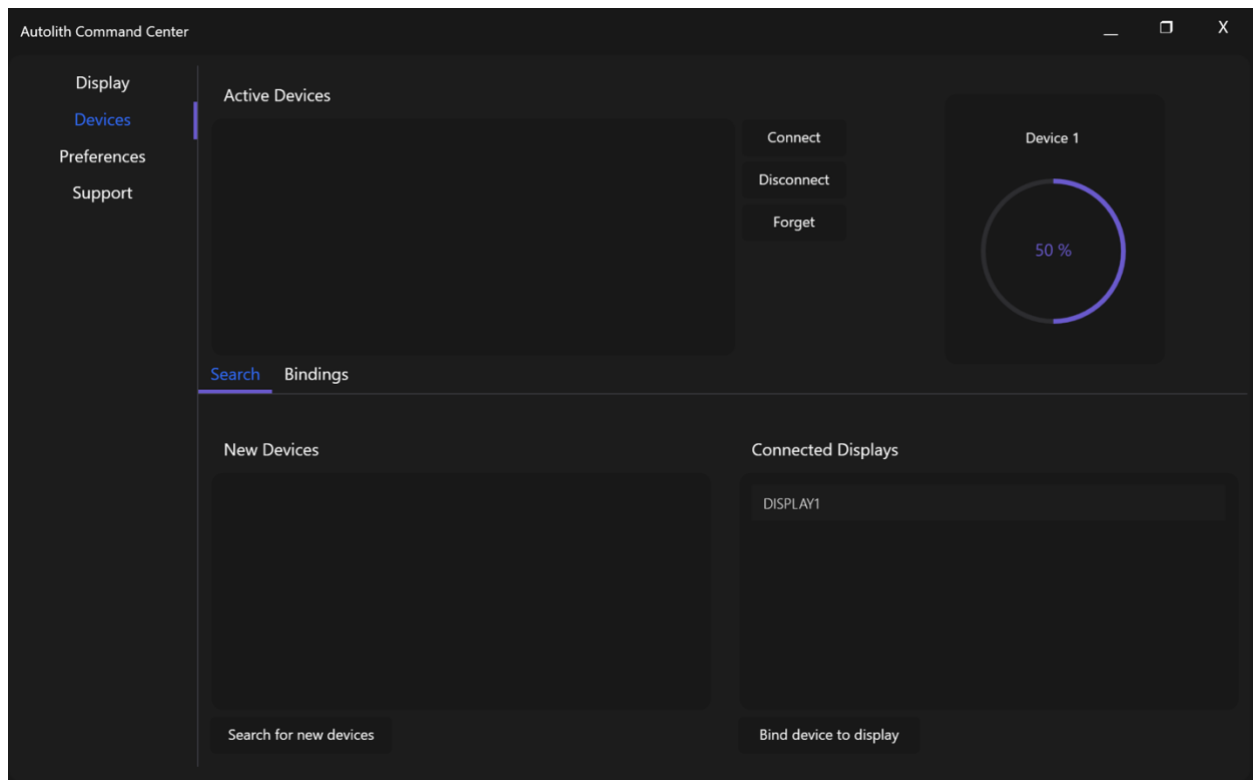 Autolith Command Center
Display
Devices
Preferences
Support
Active Devices
Connect
Disconnect
Forget
Device 1
50 %
Search Bindings
New Devices
Search for new devices
Connected Displays
DISPLAY1
Bind device to display